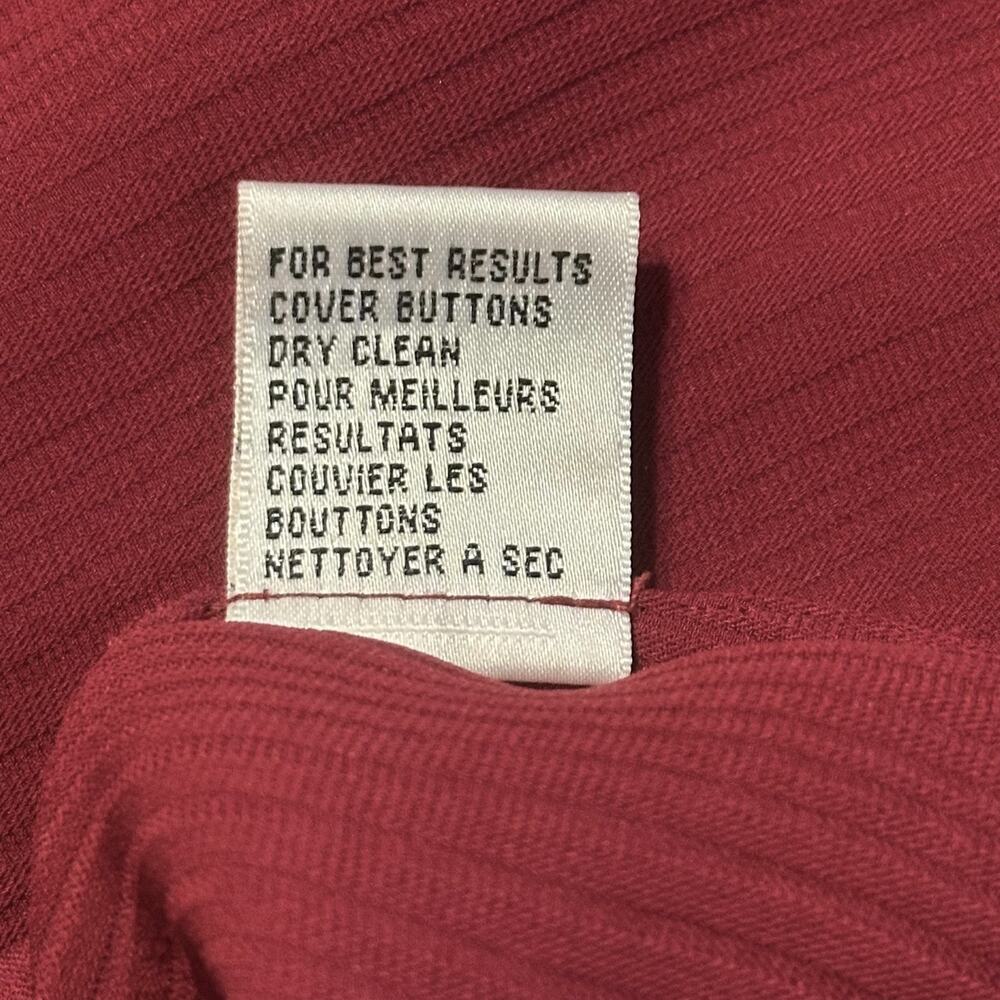 FOR BEST RESULTS
COVER BUTTONS
DRY CLEAN
POUR MEILLEURS
RESULTATS
COUVIER LES
BOUTTONS
NETTOYER A SEC